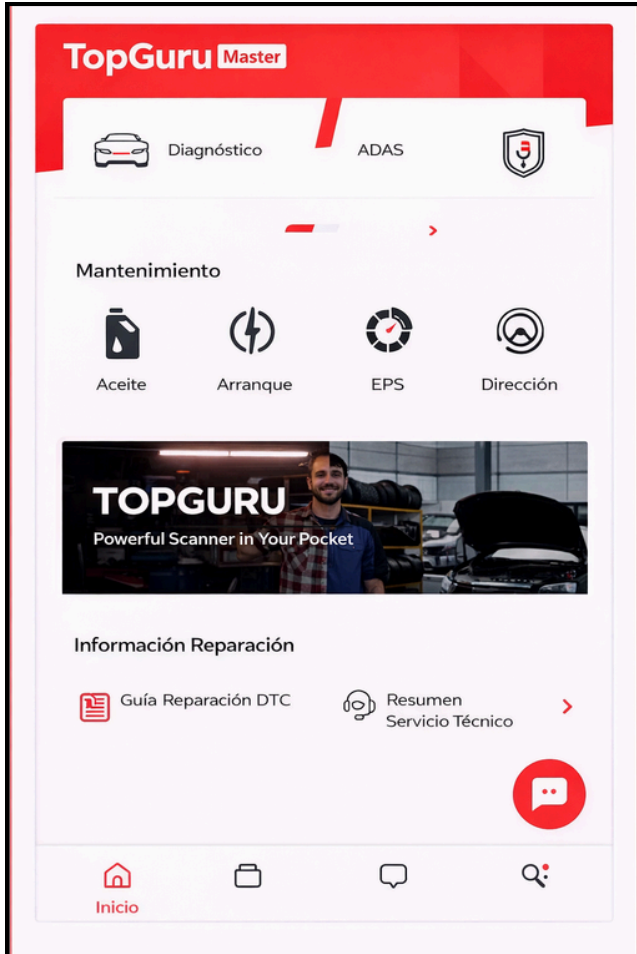 TopGuru Master
Diagnóstico
ADAS
Mantenimiento
Aceite
Arranque
EPS
Dirección
TOPGURU
Powerful Scanner in Your Pocket
Información Reparación
Guía Reparación DTC
Resumen
Servicio Técnico
Inicio